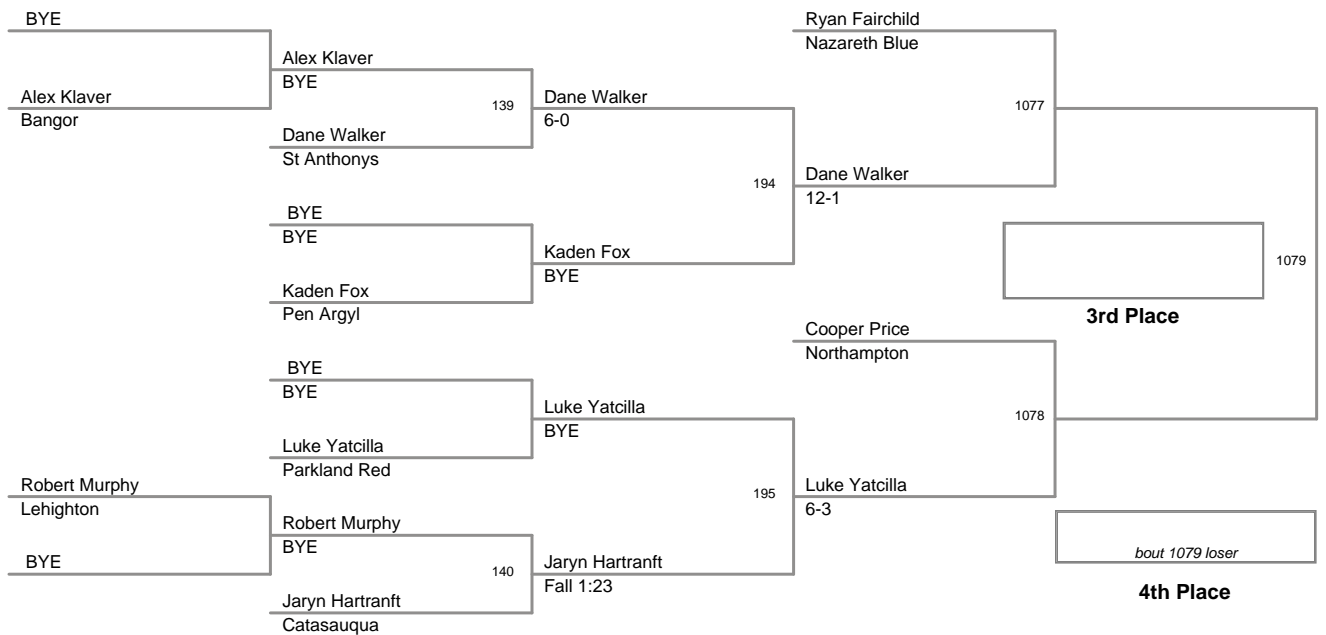 BYE
Ryan Fairchild
Nazareth Blue
Alex Klaver
BYE
Alex Klaver
Bangor
139
Dane Walker
6-0
1077
Dane Walker
St Anthonys
194
Dane Walker
12-1
BYE
BYE
Kaden Fox
BYE
1079
Kaden Fox
Pen Argyl
3rd Place
Cooper Price
Northampton
BYE
BYE
Luke Yatcilla
BYE
1078
Luke Yatcilla
Parkland Red
Robert Murphy
Lehighton
195
Luke Yatcilla
6-3
Robert Murphy
BYE
BYE
140
Jaryn Hartranft
Fall 1:23
bout 1079 loser
4th Place
Jaryn Hartranft
Catasauqua